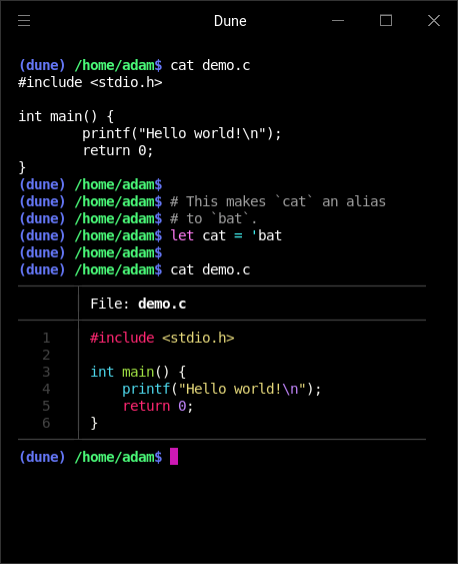 Dune
(dune) /home/adam$ cat demo.c
#include <stdio.h>
int main() {
        printf("Hello world!\n");
        return 0;
}
(dune) /home/adam$
(dune) /home/adam$ # This makes `cat` an alias
(dune) /home/adam$ # to `bat`.
(dune) /home/adam$ let cat = 'bat
(dune) /home/adam$
(dune) /home/adam$ cat demo.c
File: demo.c
1 #include <stdio.h>
2
3 int main() {
4     printf("Hello world!\n");
5     return 0;
6 }
(dune) /home/adam$